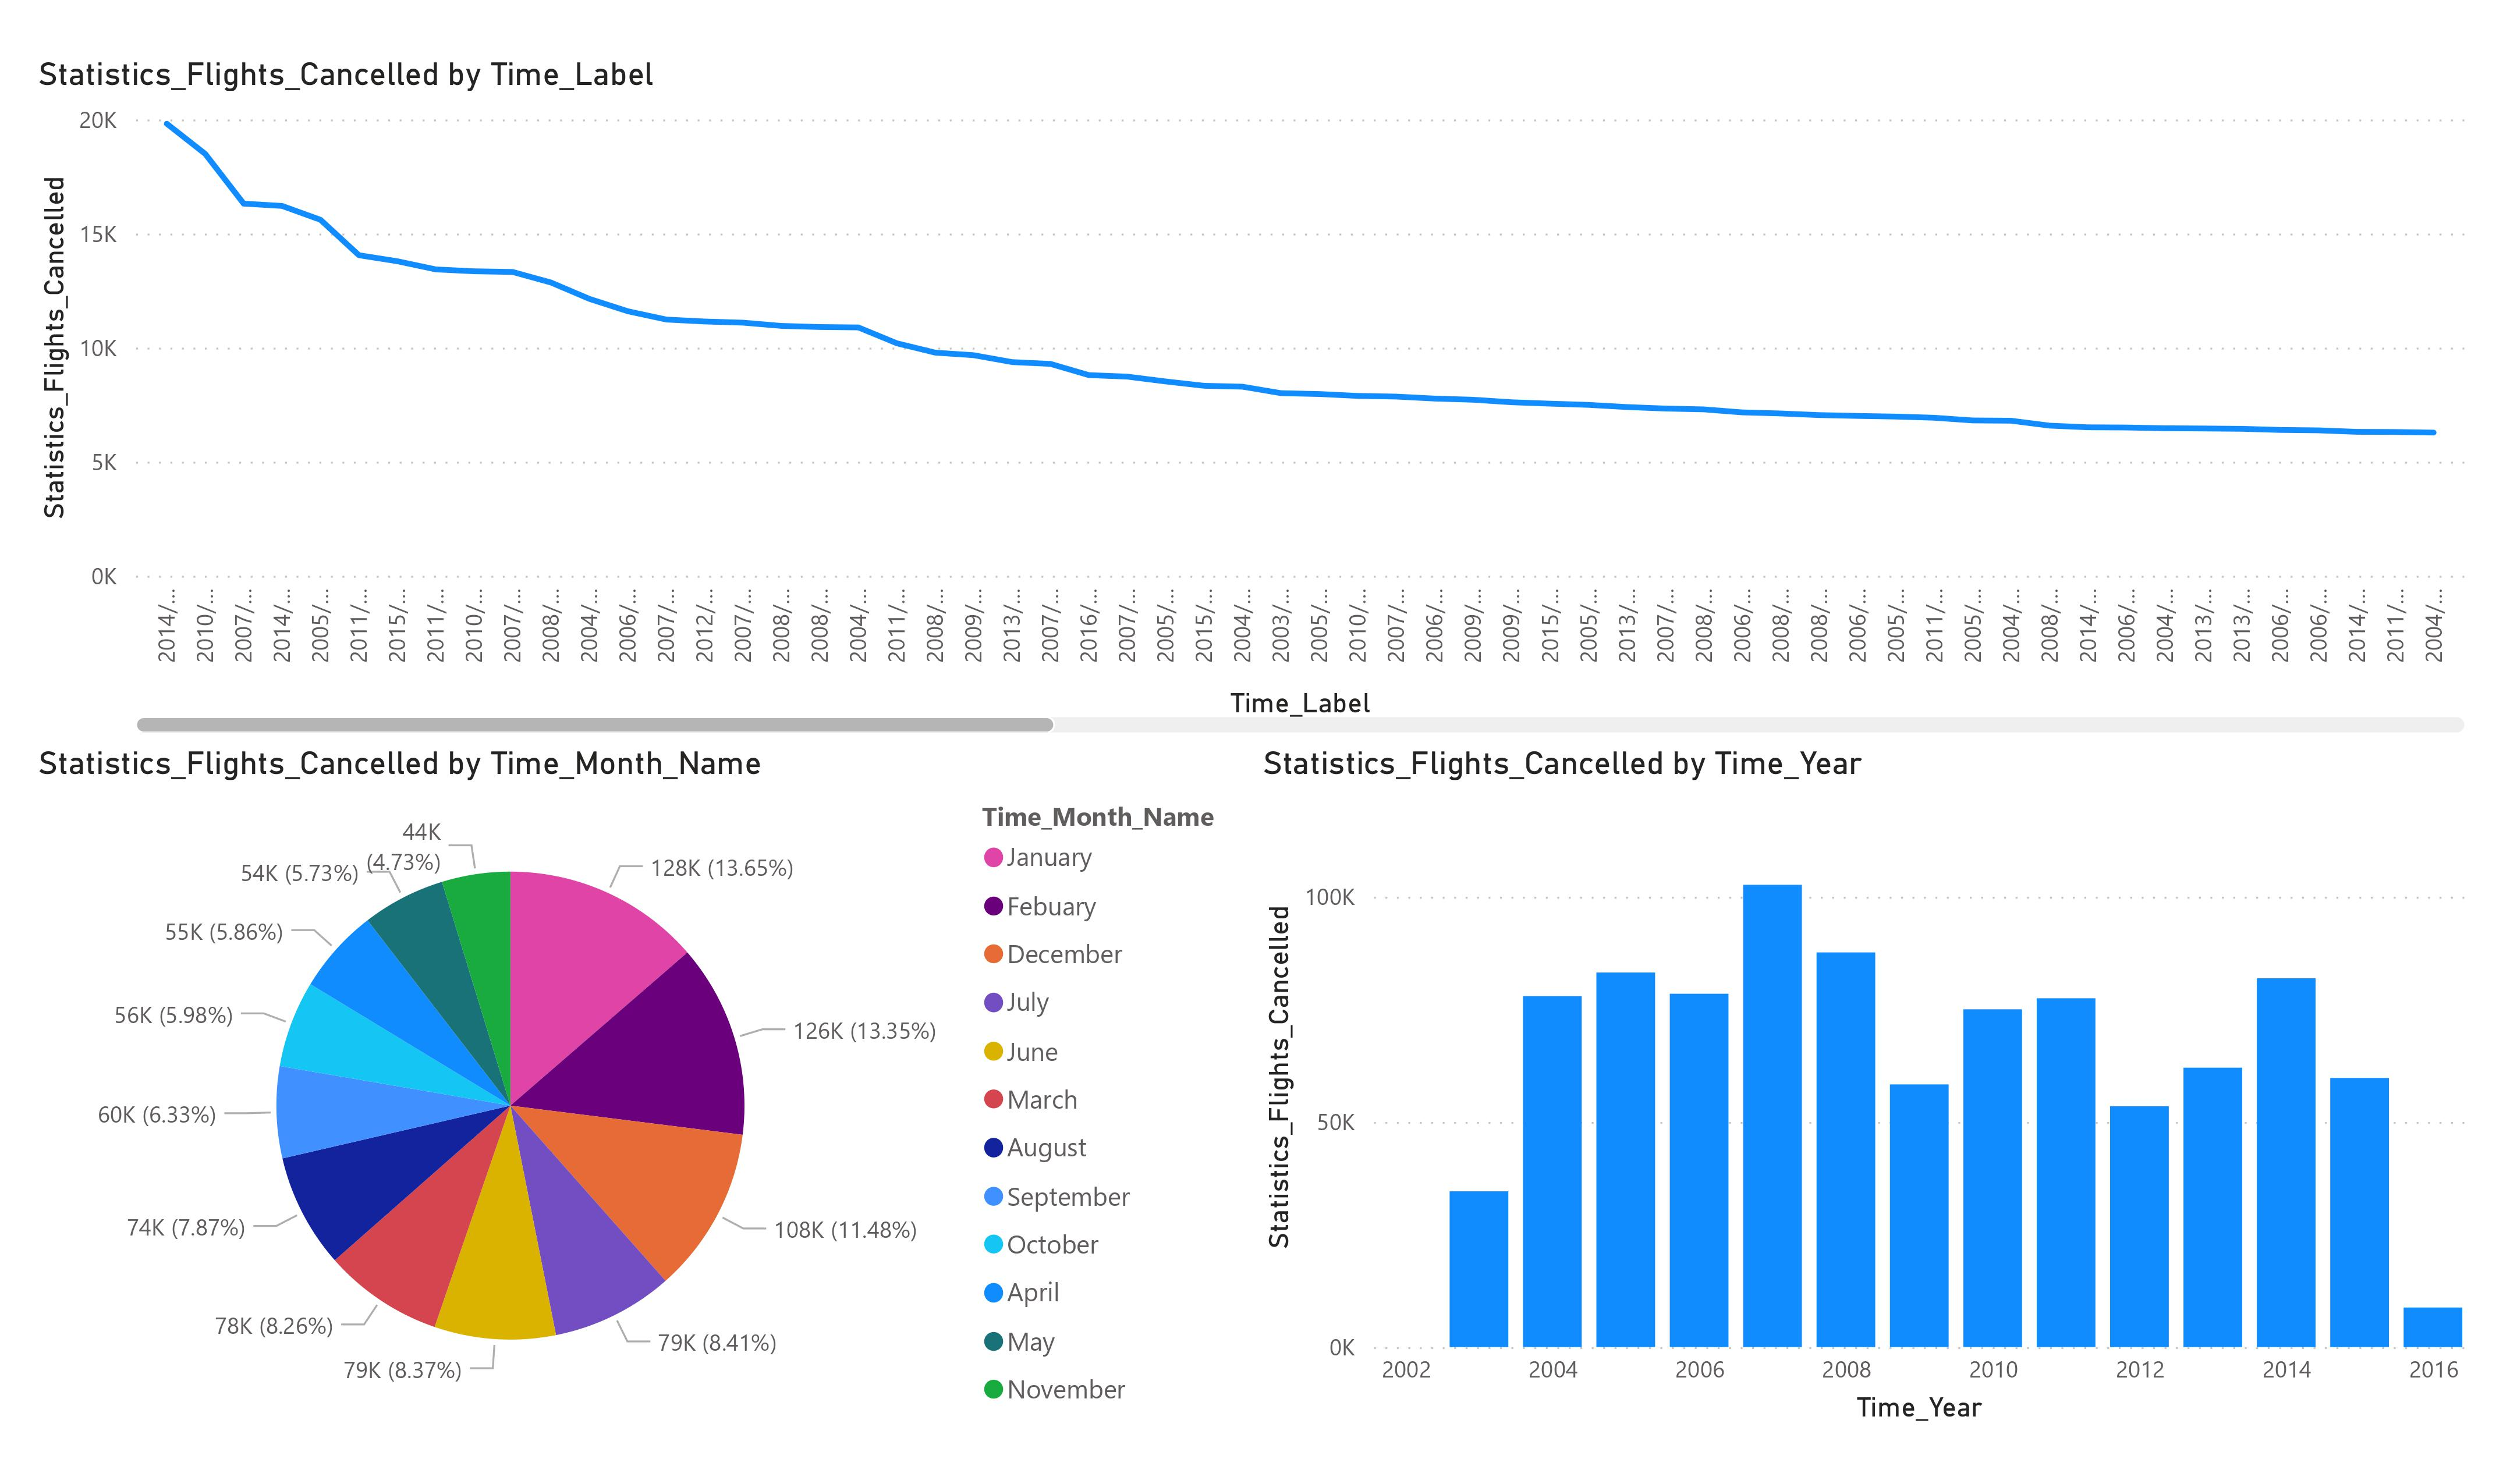 Statistics_Flights_Cancelled by Time_Label
Statistics_Flights_Cancelled
20K
15K
10K
5K
0K
2014/...
2010/...
2007/...
2014/...
2005/...
2011/...
2015/...
2011/...
2010/...
2007/...
2008/...
2004/...
2006/...
2007/...
2012/...
2007/...
2008/...
2008/...
2004/...
2011/...
2008/...
2009/...
2013/...
2007/...
2016/...
2007/...
2005/...
2015/...
2004/...
2003/...
2005/...
2010/...
2007/...
2006/...
2009/...
2009/...
2015/...
2005/...
2013/...
2007/...
2008/...
2006/...
2008/...
2008/...
2006/...
2005/...
2011/...
2005/...
2004/...
2008/...
2014/...
2006/...
2004/...
2013/...
2013/...
2006/...
2006/...
2014/...
2011/...
2004/...
Time_Label
Statistics_Flights_Cancelled by Time_Month_Name
128K (13.65%)
126K (13.35%)
108K (11.48%)
79K (8.41%)
79K (8.37%)
78K (8.26%)
74K (7.87%)
60K (6.33%)
56K (5.98%)
55K (5.86%)
54K (5.73%)
44K
(4.73%)
Time_Month_Name
January
Febuary
December
July
June
March
August
September
October
April
May
November
Statistics_Flights_Cancelled by Time_Year
Statistics_Flights_Cancelled
100K
50K
0K
2002
2004
2006
2008
2010
2012
2014
2016
Time_Year